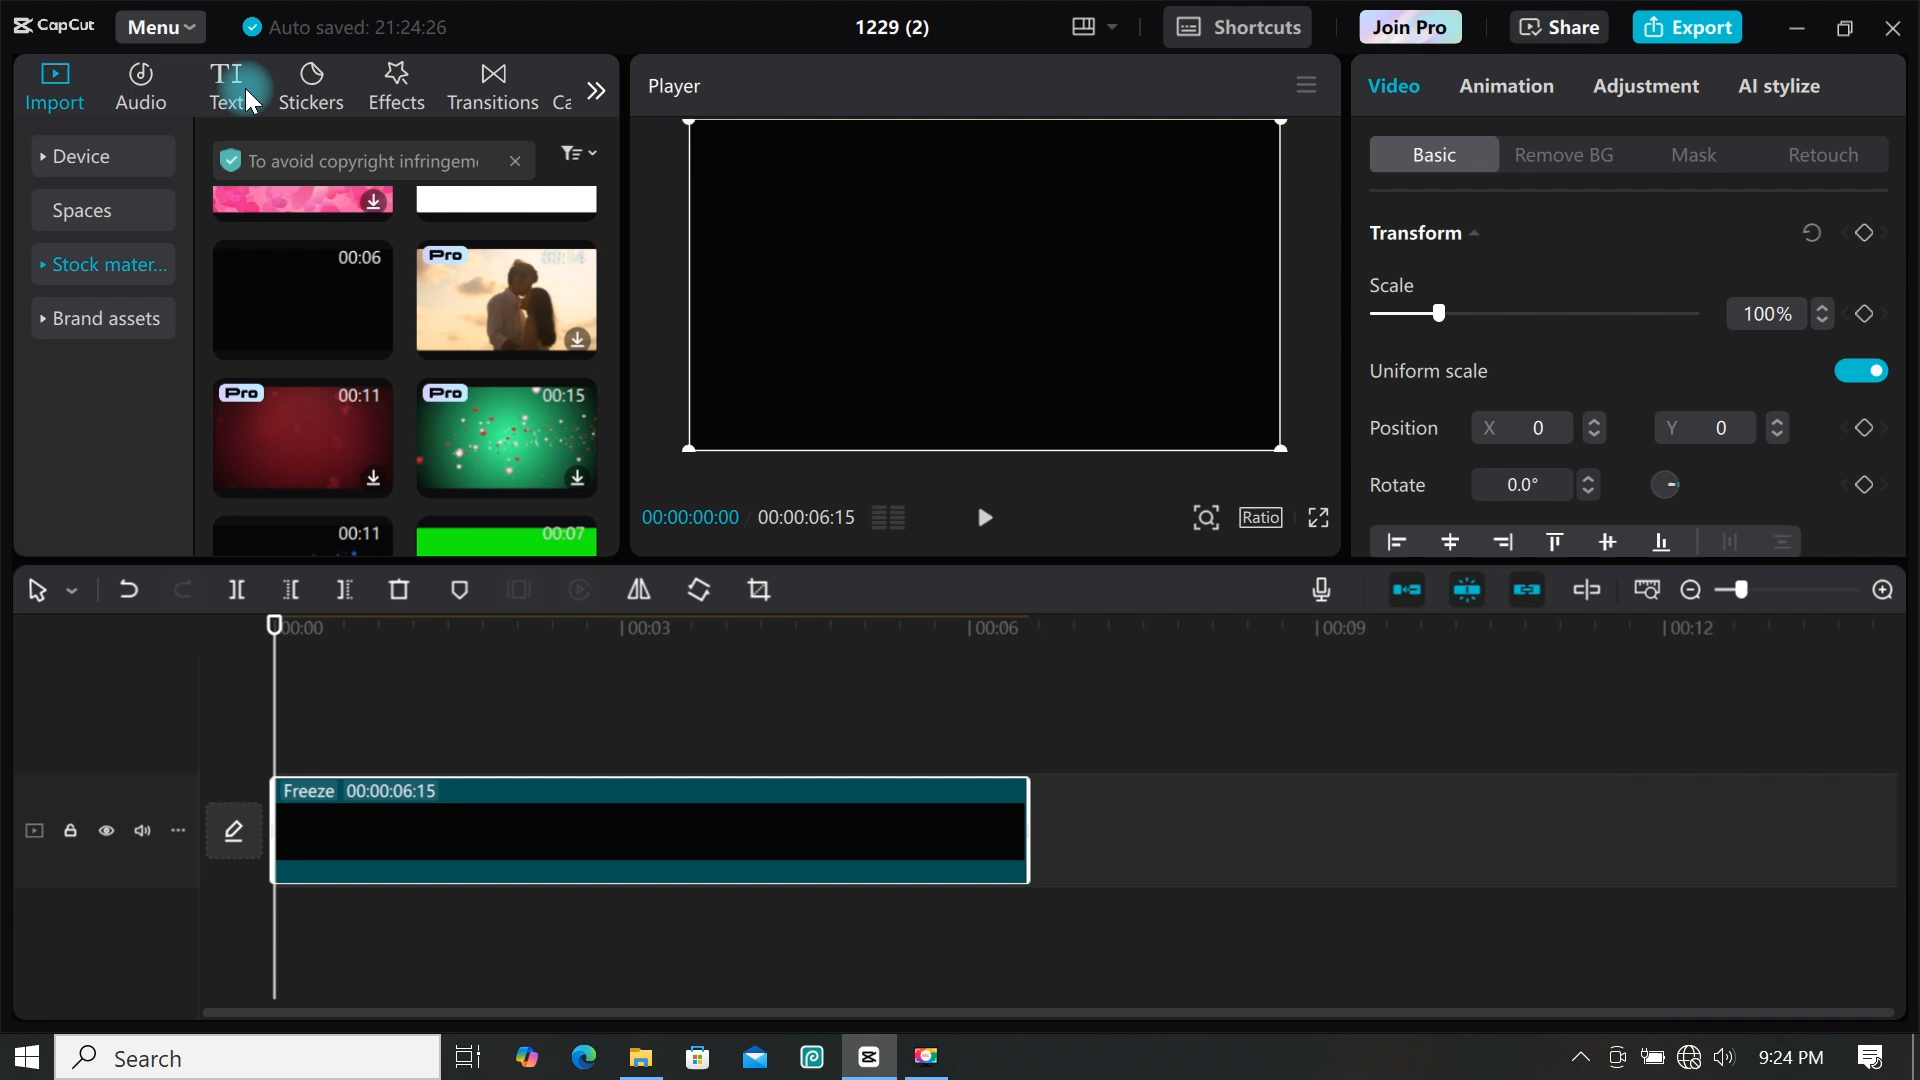 CapCut
Menu
Auto saved: 21:24:26
1229 (2)
Shortcuts
Join Pro
Share
Export
Import
Audio
Text
Stickers
Effects
Transitions
Ca
Player
Video
Animation
Adjustment
AI stylize
Device
Spaces
Stock mater...
Brand assets
To avoid copyright infringem
00:06
Pro
Pro 00:11
Pro 00:15
00:11
00:07
Basic
Remove BG
Mask
Retouch
Transform
Scale
100%
Uniform scale
Position X 0 Y 0
Rotate 0.0°
00:00:00:00 / 00:00:06:15
Ratio
00:00
00:03
00:06
00:09
00:12
Freeze 00:00:06:15
Search
9:24 PM